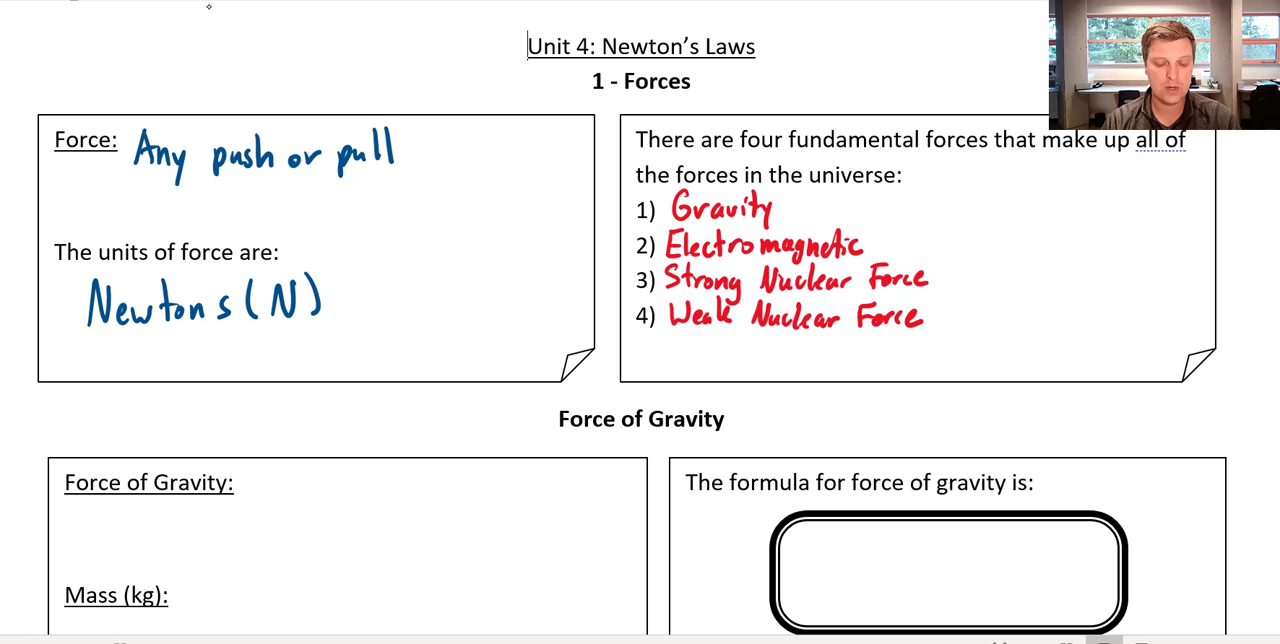 Unit 4: Newton's Laws
1 - Forces
Force: Any push or pull
The units of force are:
Newtons (N)
There are four fundamental forces that make up all of
the forces in the universe:
1) Gravity
2) Electromagnetic
3) Strong Nuclear Force
4) Weak Nuclear Force
Force of Gravity
Force of Gravity:
Mass (kg):
The formula for force of gravity is: